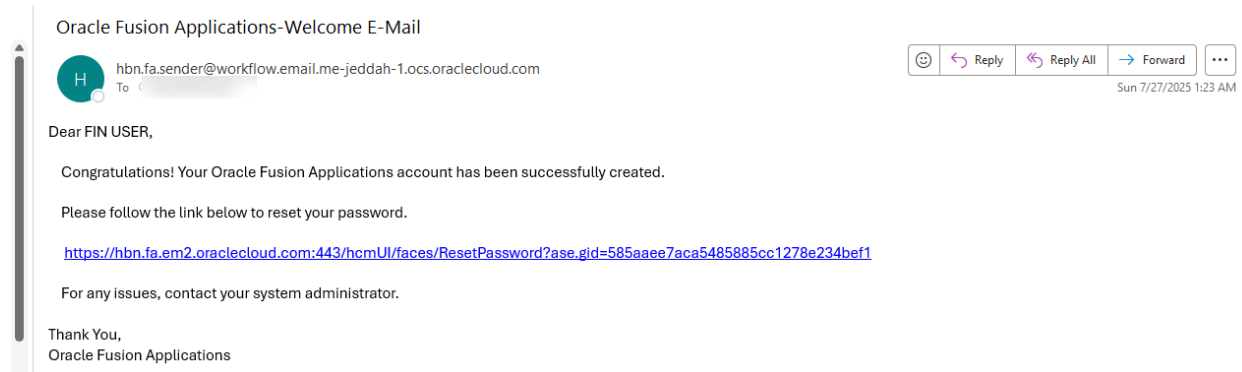 Oracle Fusion Applications-Welcome E-Mail
H
hbn.fa.sender@workflow.email.me-jeddah-1.ocs.oraclecloud.com
To
Reply
Reply All
Forward
Sun 7/27/2025 1:23 AM
Dear FIN USER,
Congratulations! Your Oracle Fusion Applications account has been successfully created.
Please follow the link below to reset your password.
https://hbn.fa.em2.oraclecloud.com:443/hcmUI/faces/ResetPassword?ase.gid=585aaee7aca5485885cc1278e234bef1
For any issues, contact your system administrator.
Thank You,
Oracle Fusion Applications